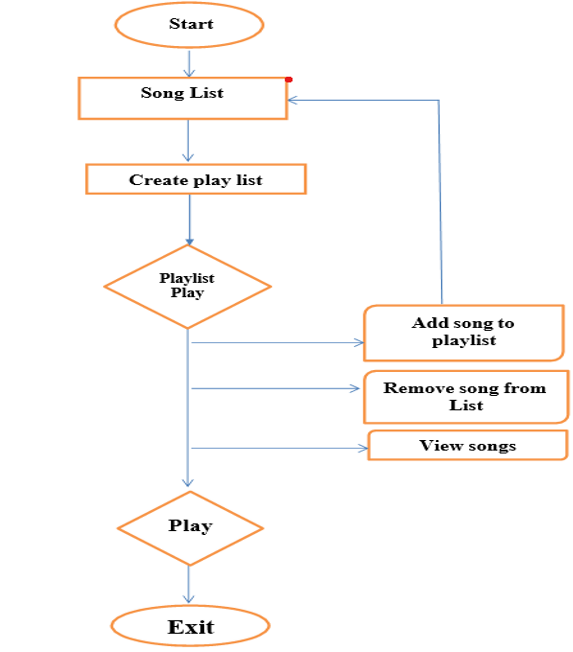 Start
Song List
Create play list
Playlist
Play
Add song to
playlist
Remove song from
List
View songs
Play
Exit